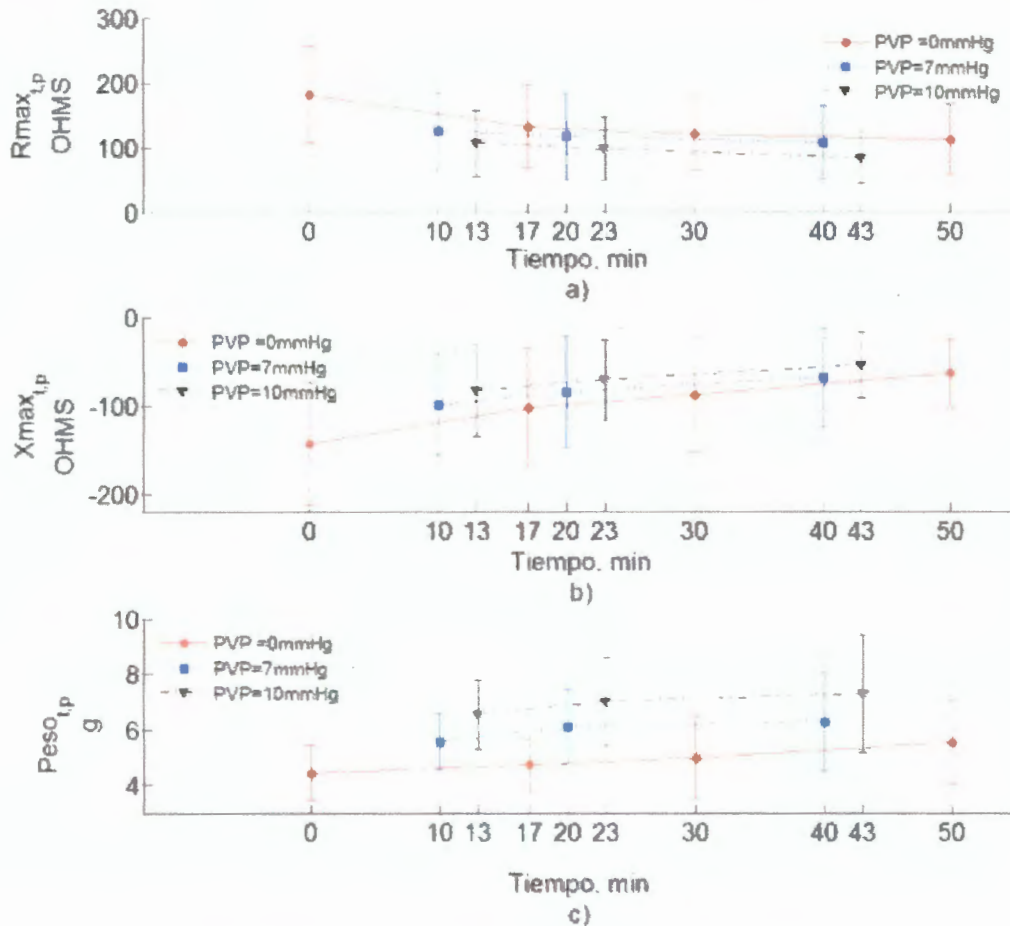 300
200
100
0
Rmax t,p
OHMS
PVP =0mmHg
PVP=7mmHg
PVP=10mmHg
0 10 13 17 20 23 30 40 43 50
Tiempo, min
a)
0
-100
-200
Xmax t,p
OHMS
PVP =0mmHg
PVP=7mmHg
PVP=10mmHg
0 10 13 17 20 23 30 40 43 50
Tiempo, min
b)
10
8
6
4
Peso t,p
g
PVP =0mmHg
PVP=7mmHg
PVP=10mmHg
0 10 13 17 20 23 30 40 43 50
Tiempo, min
c)